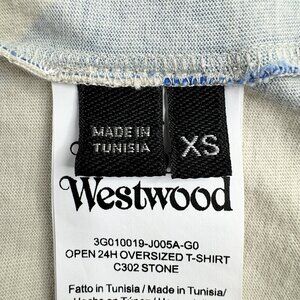 MADE IN
TUNISIA
XS
Westwood
3G010019-J005A-G0
OPEN 24H OVERSIZED T-SHIRT
C302 STONE
Fatto in Tunisia / Made in Tunisia/